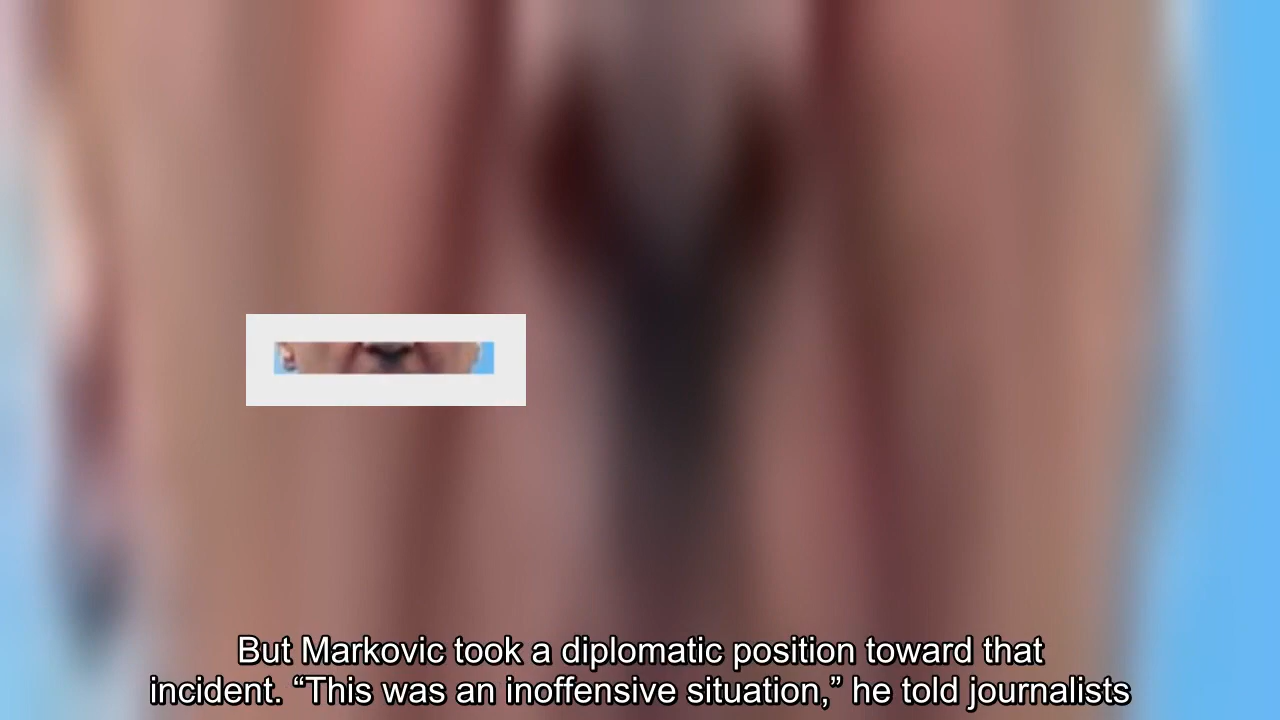 But Markovic took a diplomatic position toward that
incident. “This was an inoffensive situation,” he told journalists